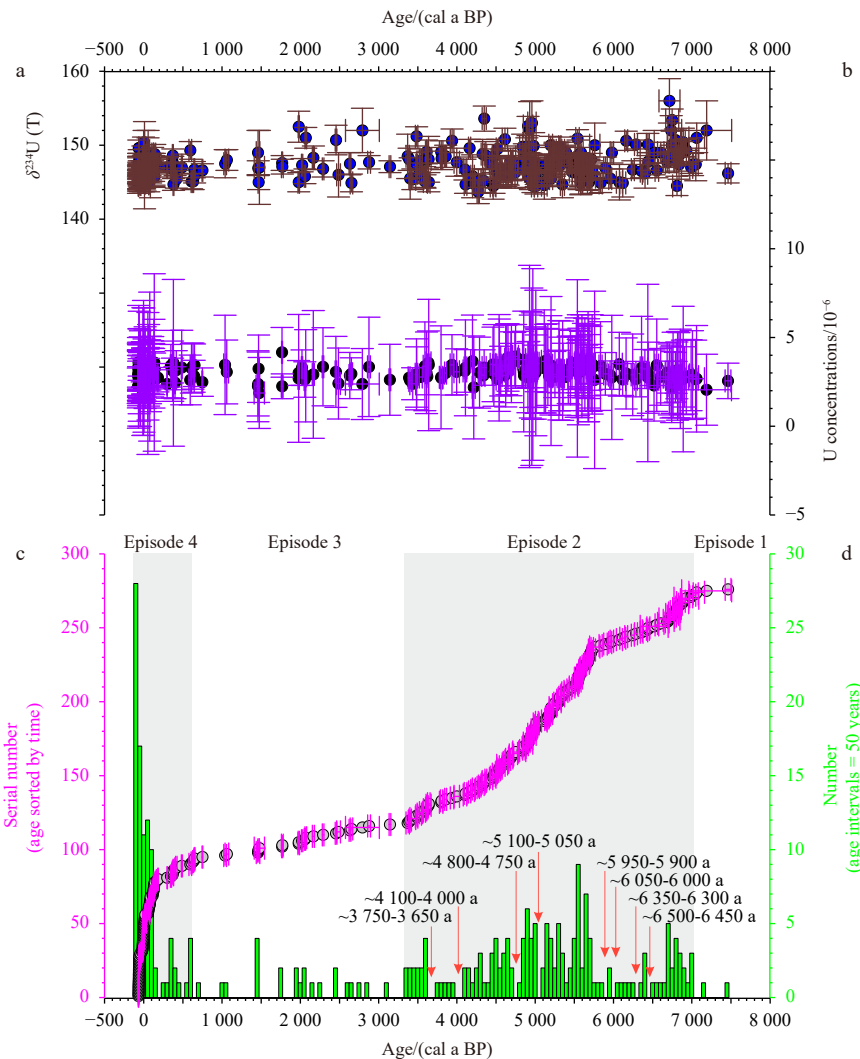 Age/(cal a BP)
−500 0 1 000 2 000 3 000 4 000 5 000 6 000 7 000 8 000
a
b
160
150
140
δ²³⁴U (T)
10
5
0
−5
U concentrations/10⁻⁶
c
d
Episode 4
Episode 3
Episode 2
Episode 1
300
250
200
150
100
50
0
Serial number
(age sorted by time)
30
25
20
15
10
5
0
Number
(age intervals = 50 years)
~5 100-5 050 a
~4 800-4 750 a
~5 950-5 900 a
~6 050-6 000 a
~4 100-4 000 a
~6 350-6 300 a
~3 750-3 650 a
~6 500-6 450 a
−500 0 1 000 2 000 3 000 4 000 5 000 6 000 7 000 8 000
Age/(cal a BP)